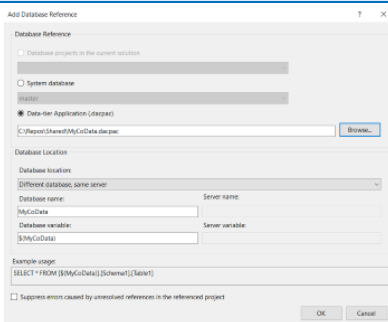 Add Database Reference
? ×
Database Reference
Database projects in the current solution
System database
master
Data-tier Application (.dacpac)
C:\Repos\Shared\MyCoData.dacpac
Browse...
Database Location
Database location:
Different database, same server
Database name:
Server name:
MyCoData
Database variable:
Server variable:
$(MyCoData)
Example usage:
SELECT * FROM [$(MyCoData)].[Schema1].[Table1]
Suppress errors caused by unresolved references in the referenced project
OK
Cancel